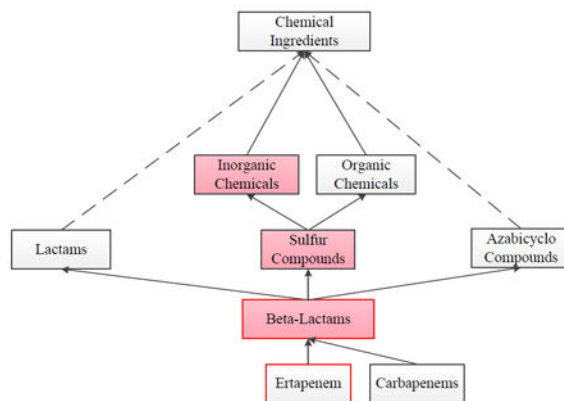 Chemical
Ingredients
Inorganic
Chemicals
Organic
Chemicals
Lactams
Sulfur
Compounds
Azabicyclo
Compounds
Beta-Lactams
Ertapenem
Carbapenems